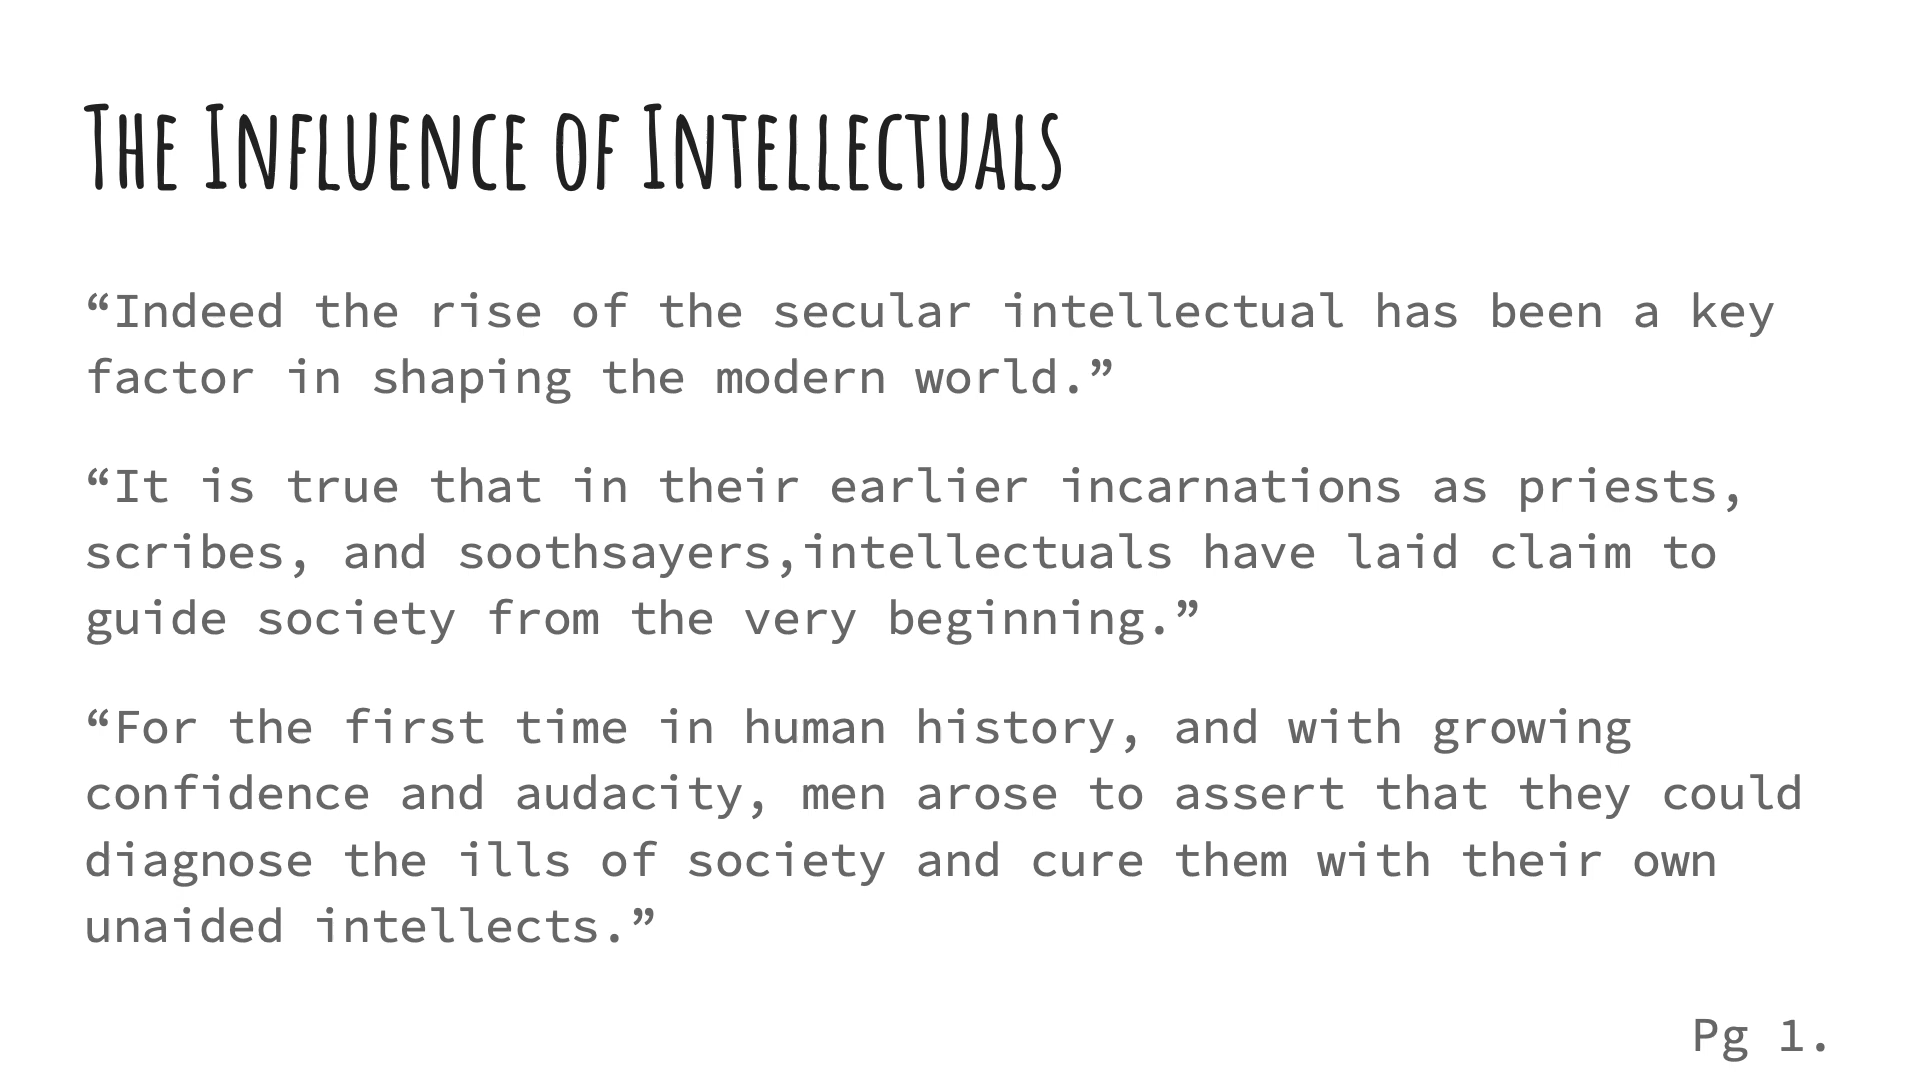 The Influence of Intellectuals
“Indeed the rise of the secular intellectual has been a key
factor in shaping the modern world.”
“It is true that in their earlier incarnations as priests,
scribes, and soothsayers,intellectuals have laid claim to
guide society from the very beginning.”
“For the first time in human history, and with growing
confidence and audacity, men arose to assert that they could
diagnose the ills of society and cure them with their own
unaided intellects.”
Pg 1.